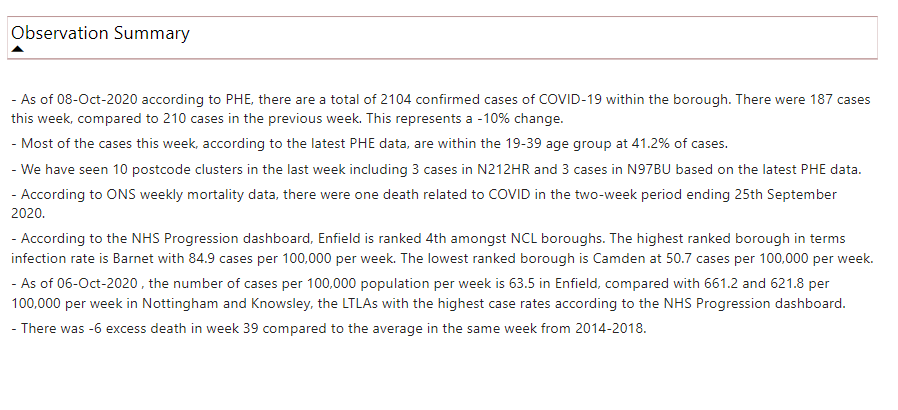 Observation Summary
- As of 08-Oct-2020 according to PHE, there are a total of 2104 confirmed cases of COVID-19 within the borough. There were 187 cases
this week, compared to 210 cases in the previous week. This represents a -10% change.
- Most of the cases this week, according to the latest PHE data, are within the 19-39 age group at 41.2% of cases.
- We have seen 10 postcode clusters in the last week including 3 cases in N212HR and 3 cases in N97BU based on the latest PHE data.
- According to ONS weekly mortality data, there were one death related to COVID in the two-week period ending 25th September
2020.
- According to the NHS Progression dashboard, Enfield is ranked 4th amongst NCL boroughs. The highest ranked borough in terms
infection rate is Barnet with 84.9 cases per 100,000 per week. The lowest ranked borough is Camden at 50.7 cases per 100,000 per week.
- As of 06-Oct-2020 , the number of cases per 100,000 population per week is 63.5 in Enfield, compared with 661.2 and 621.8 per
100,000 per week in Nottingham and Knowsley, the LTLAs with the highest case rates according to the NHS Progression dashboard.
- There was -6 excess death in week 39 compared to the average in the same week from 2014-2018.